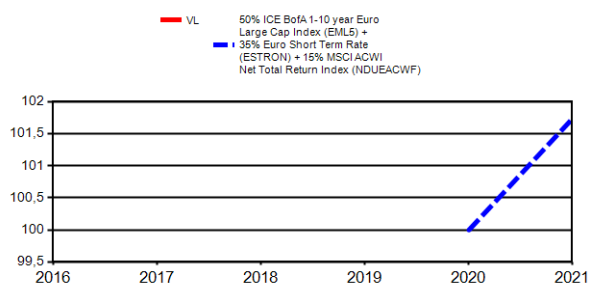 VL
50% ICE BofA 1-10 year Euro
Large Cap Index (EML5) +
35% Euro Short Term Rate
(ESTRON) + 15% MSCI ACWI
Net Total Return Index (NDUEACWF)
102
101,5
101
100,5
100
99,5
2016 2017 2018 2019 2020 2021